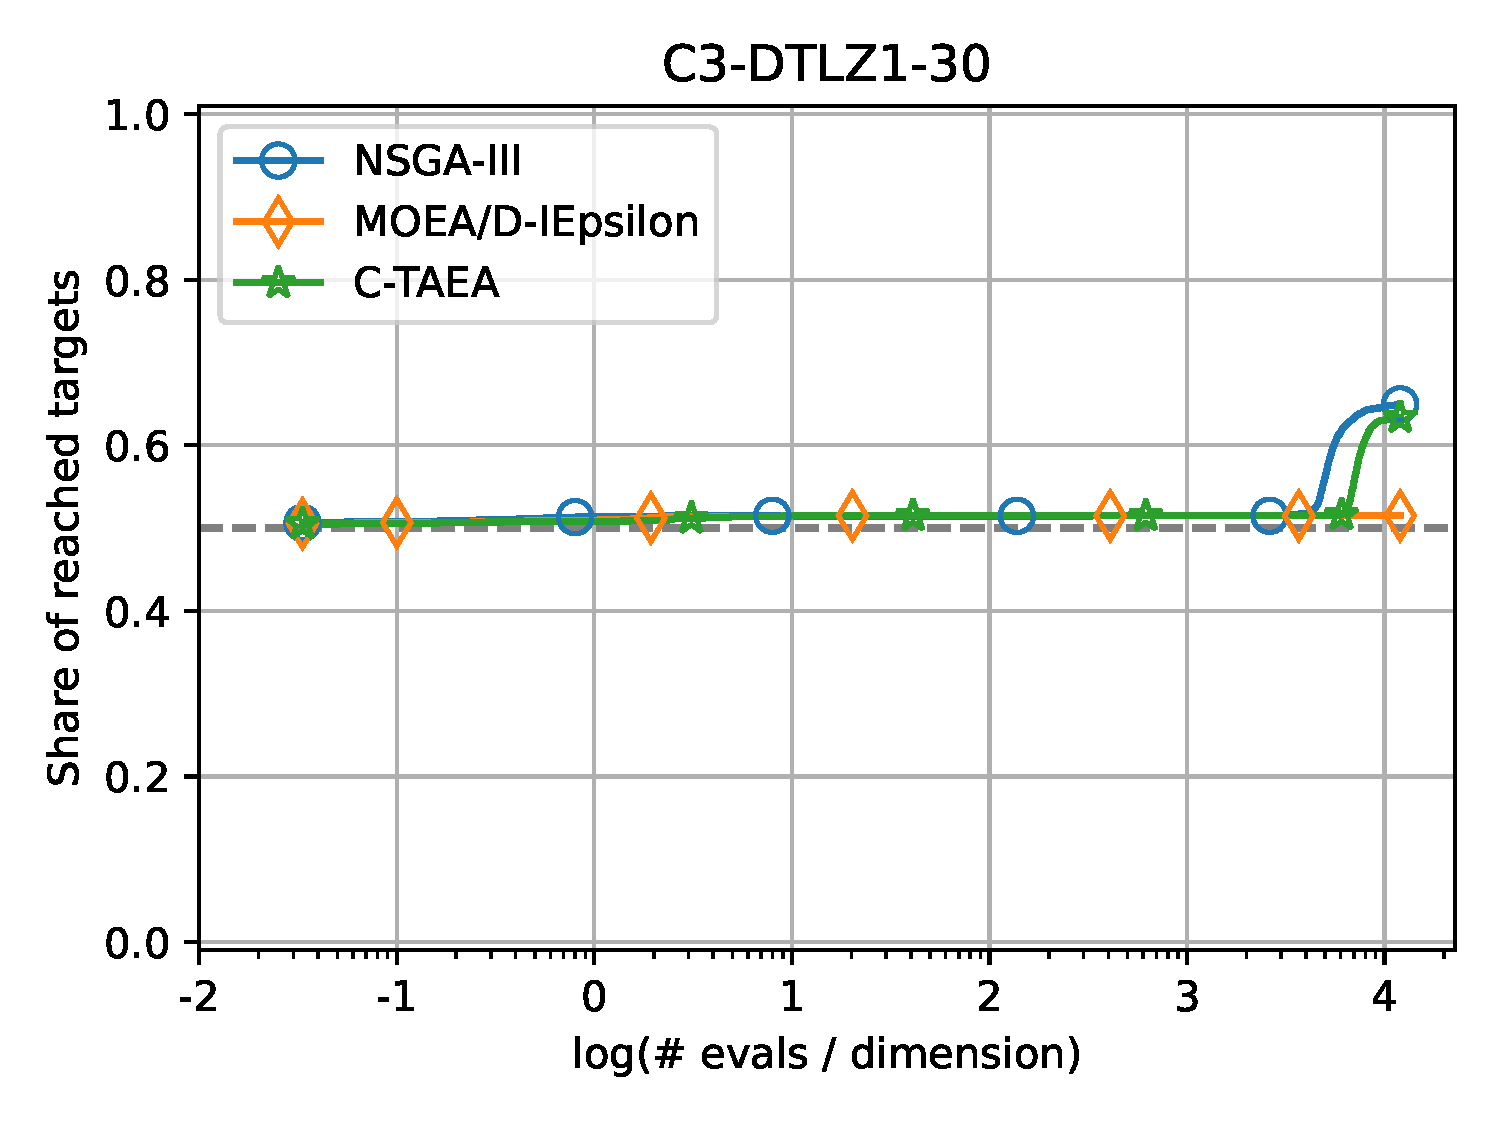 C3-DTLZ1-30
NSGA-III
MOEA/D-IEpsilon
C-TAEA
Share of reached targets
1.0
0.8
0.6
0.4
0.2
0.0
-2 -1 0 1 2 3 4
log(# evals / dimension)